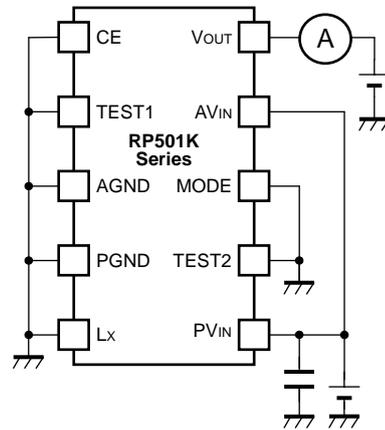 CE
VOUT
A
TEST1
AVIN
RP501K
Series
AGND
MODE
PGND
TEST2
LX
PVIN